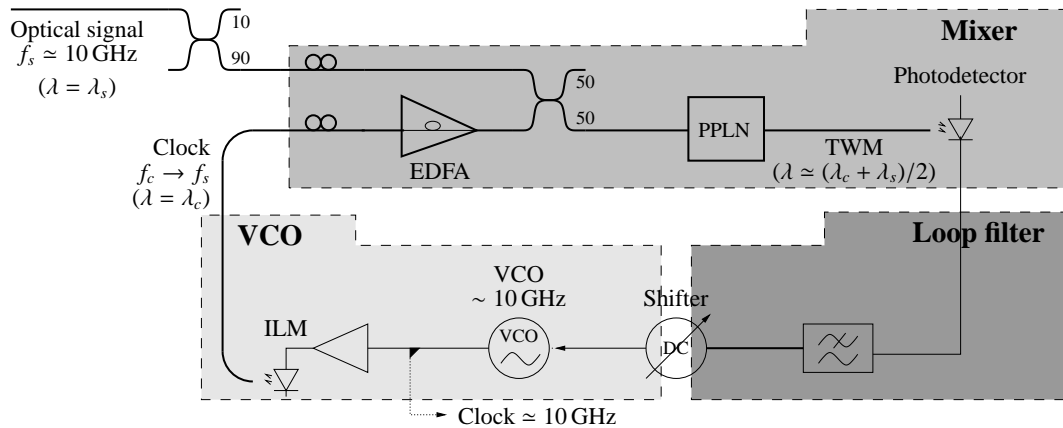 Optical signal
f_s ≃ 10 GHz
(λ = λ_s)
10
90
Mixer
50
50
Photodetector
PPLN
TWM
(λ ≃ (λ_c + λ_s)/2)
EDFA
Clock
f_c → f_s
(λ = λ_c)
VCO
Loop filter
VCO
∼ 10 GHz
Shifter
ILM
VCO
DC
Clock ≃ 10 GHz